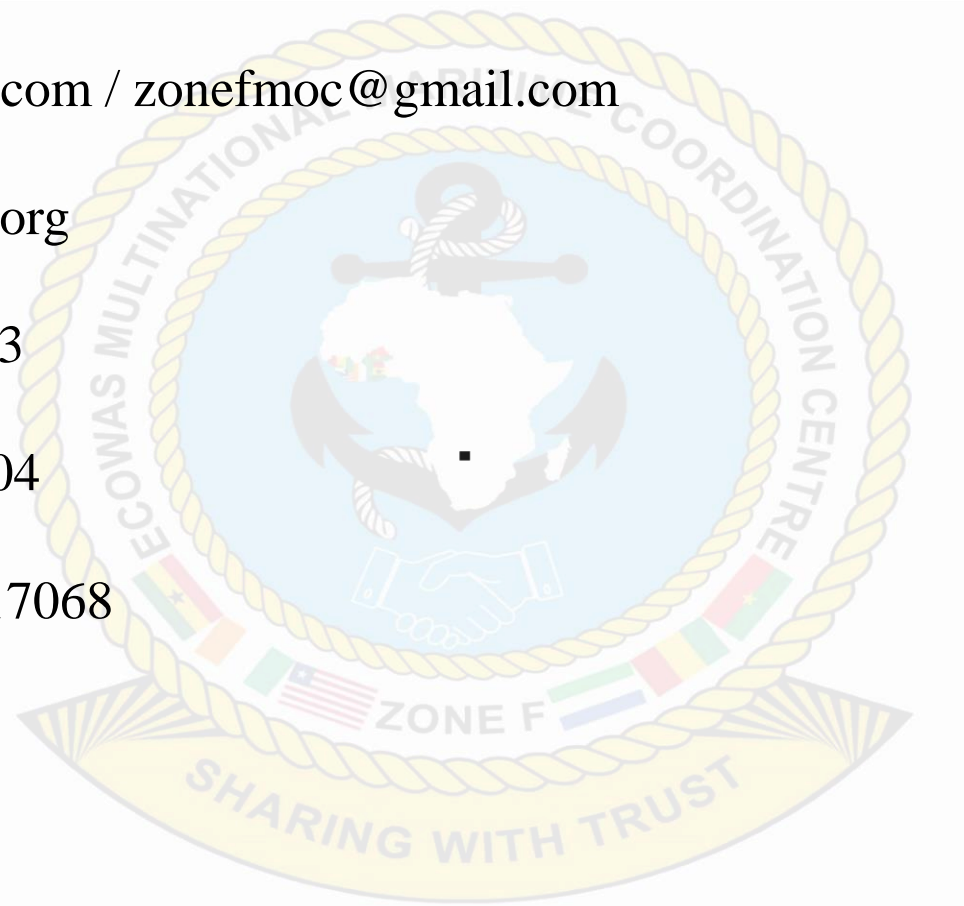 com / zonefmoc@gmail.com
org
3
04
7068
ECOWAS MULTINATIONAL MARITIME COORDINATION CENTRE
ZONE F
SHARING WITH TRUST